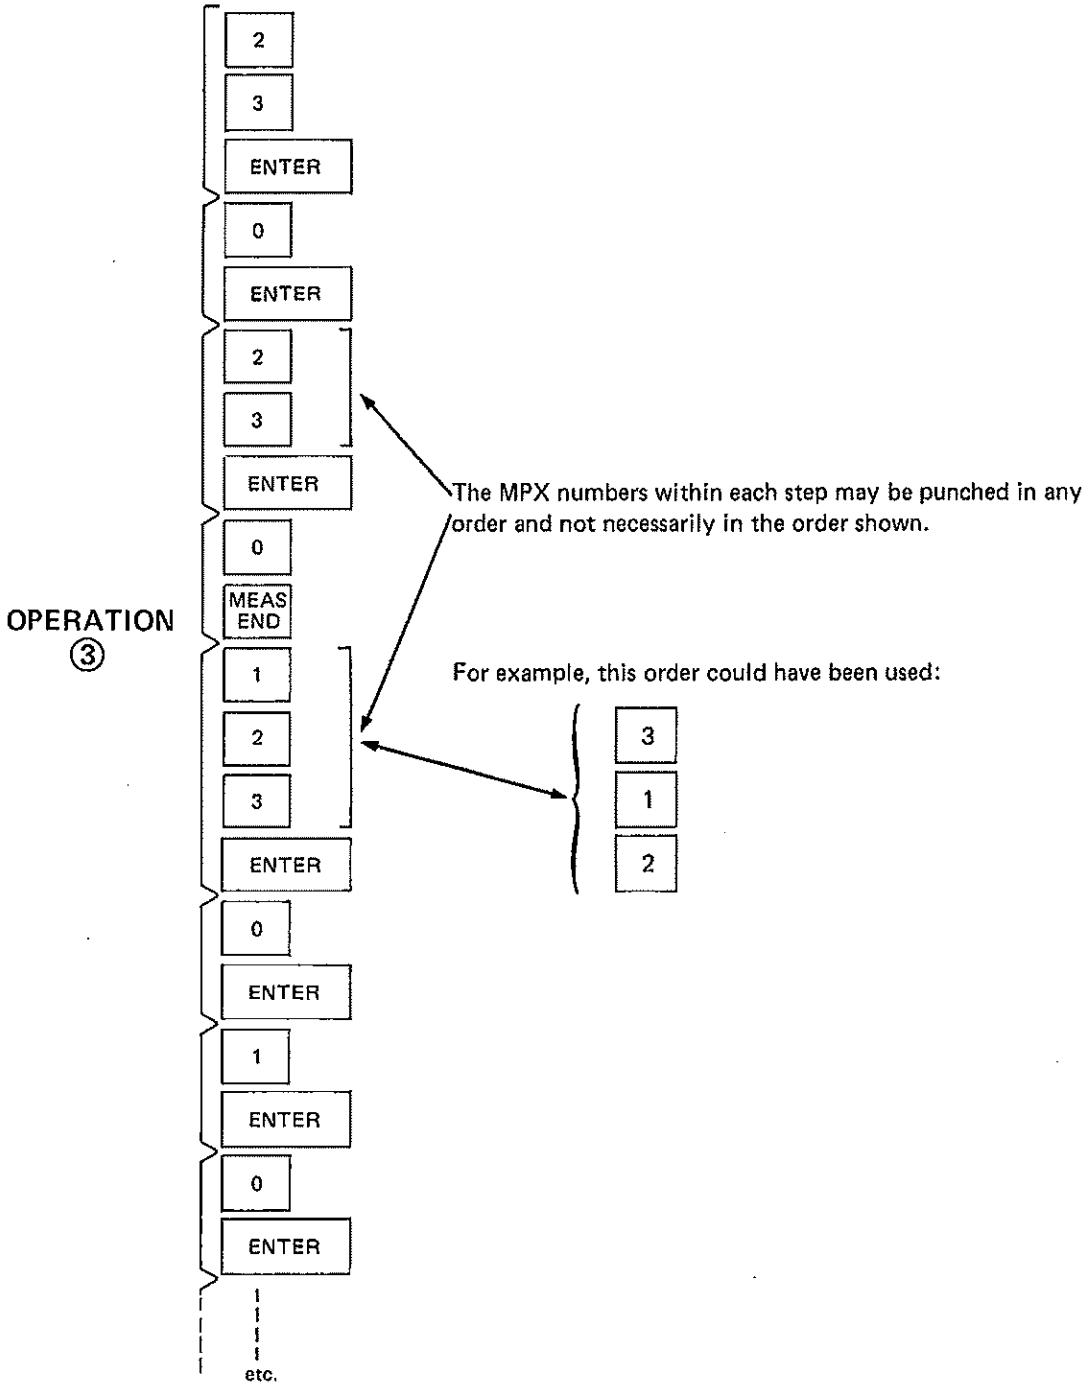 2
3
ENTER
0
ENTER
2
3
ENTER
The MPX numbers within each step may be punched in any
order and not necessarily in the order shown.
0
MEAS
END
OPERATION
③
1
2
3
ENTER
For example, this order could have been used:
3
1
2
0
ENTER
1
ENTER
0
ENTER
etc.